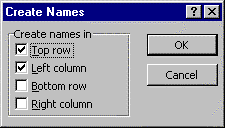 Create Names
Create names in
Top row
Left column
Bottom row
Right column
OK
Cancel